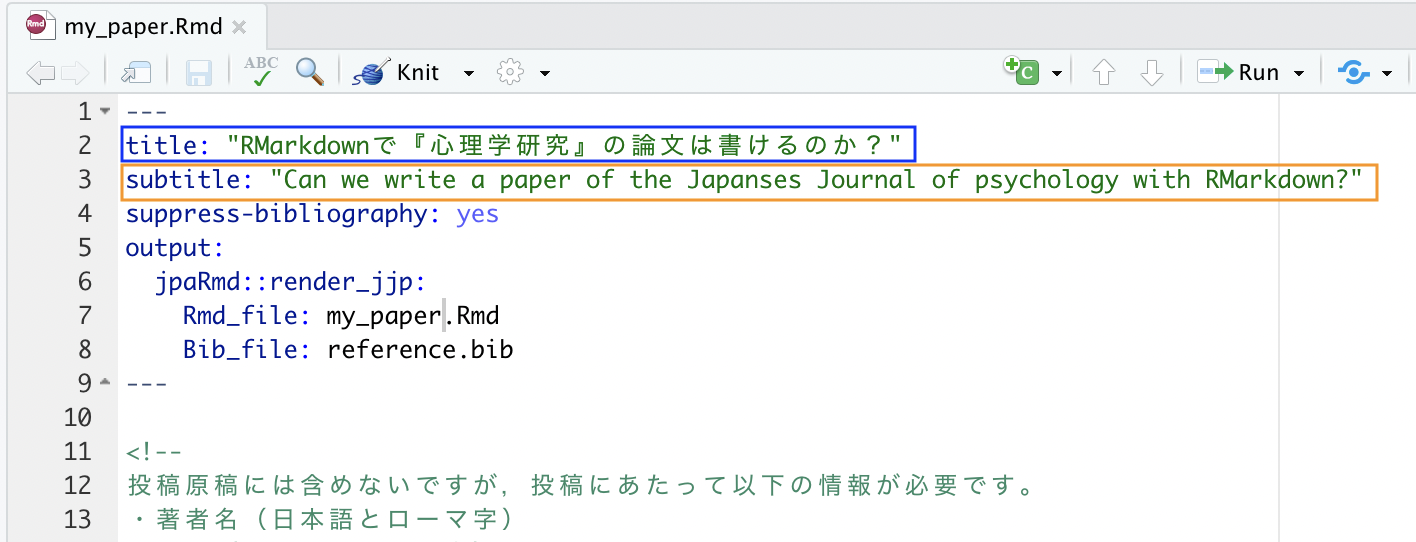 Rmd my_paper.Rmd
ABC Knit C Run
1 ---
2 title: "RMarkdownで『心理学研究』の論文は書けるのか？"
3 subtitle: "Can we write a paper of the Japanses Journal of psychology with RMarkdown?"
4 suppress-bibliography: yes
5 output:
6 jpaRmd::render_jjp:
7 Rmd_file: my_paper.Rmd
8 Bib_file: reference.bib
9 ---
10
11 <!--
12 投稿原稿には含めないですが，投稿にあたって以下の情報が必要です。
13 ・著者名（日本語とローマ字）